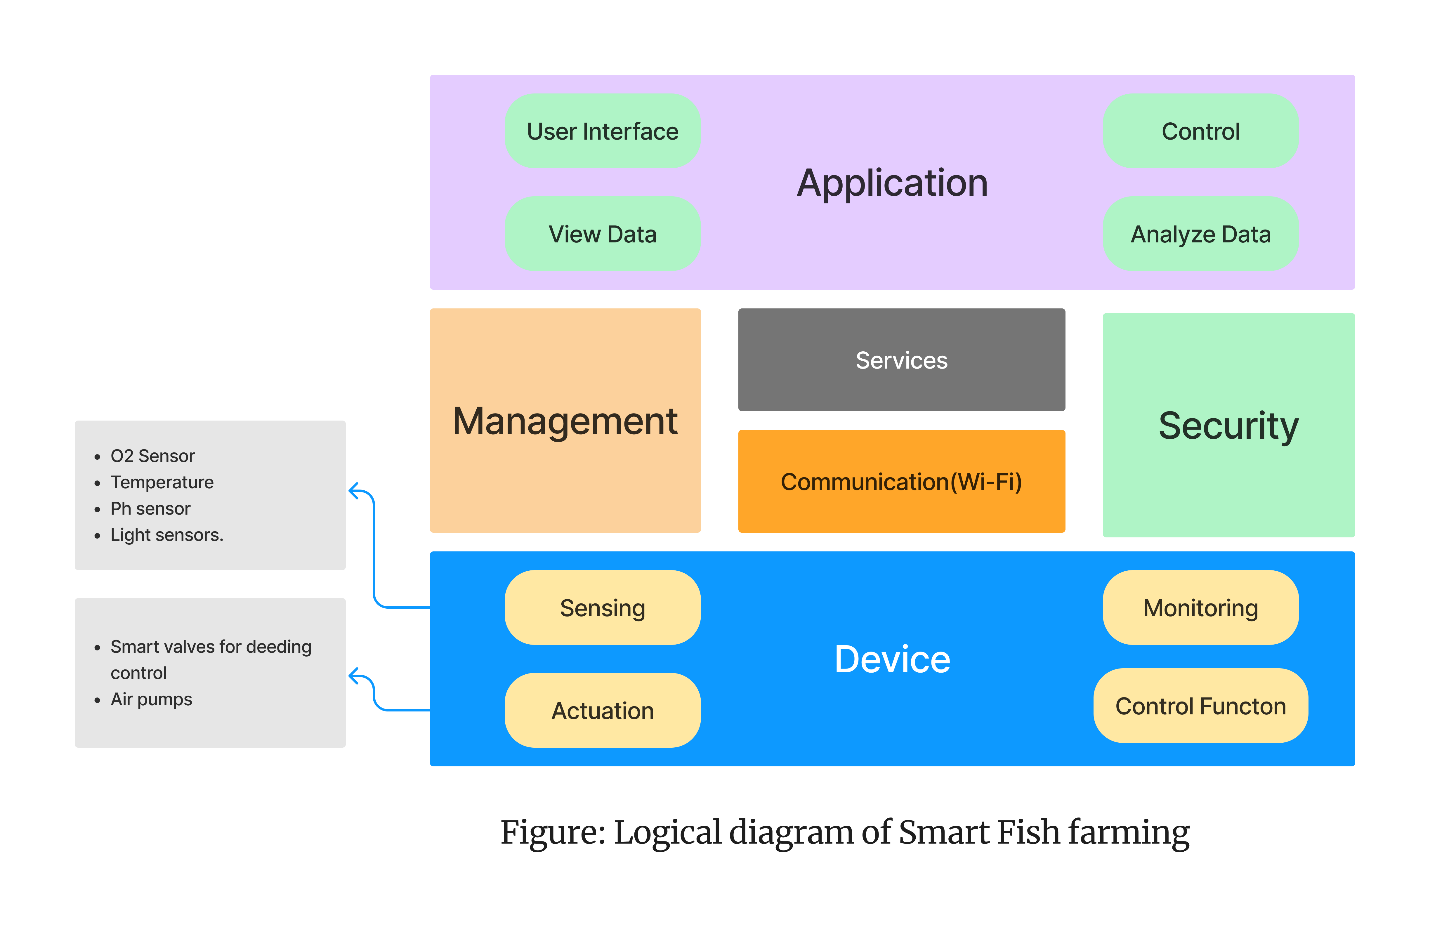 User Interface
Control
Application
View Data
Analyze Data
Management
Services
Security
Communication(Wi-Fi)
• O2 Sensor
• Temperature
• Ph sensor
• Light sensors.
• Smart valves for deeding
control
• Air pumps
Sensing
Monitoring
Device
Actuation
Control Functon
Figure: Logical diagram of Smart Fish farming